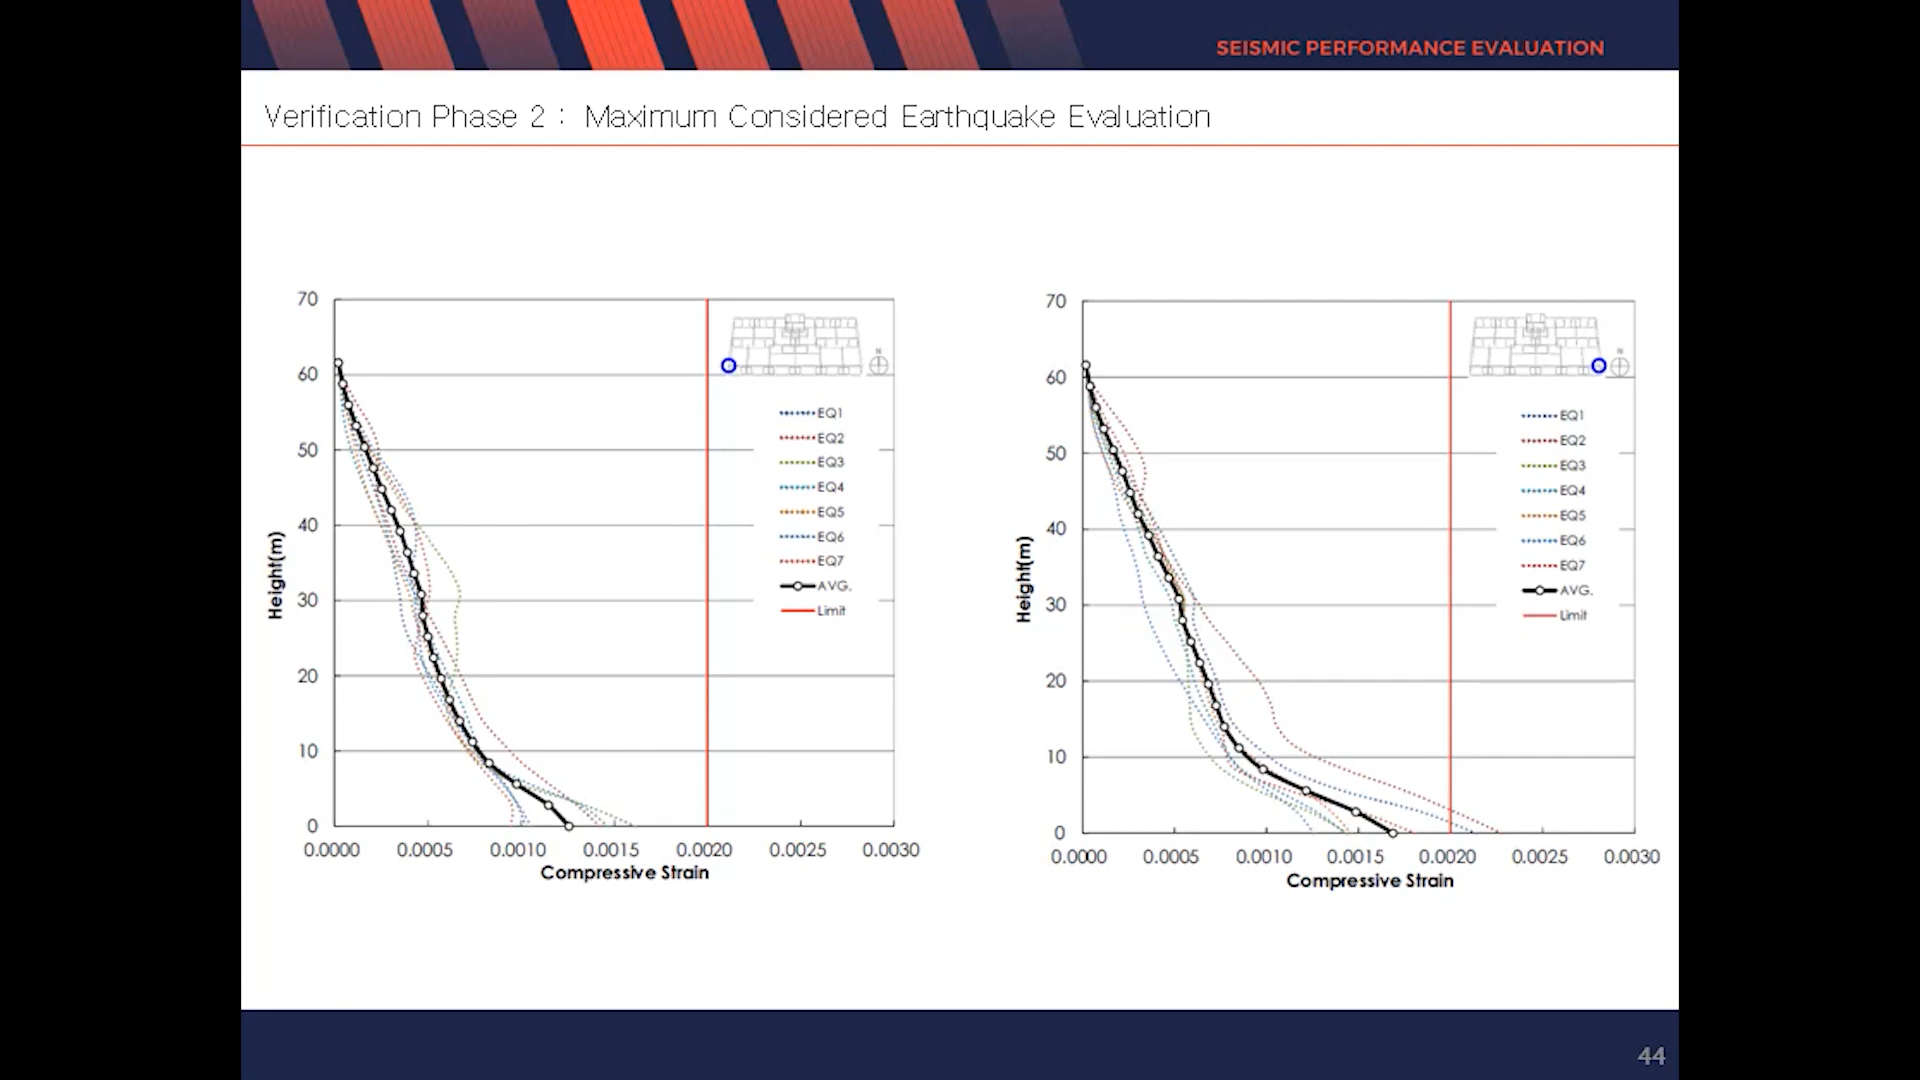 SEISMIC PERFORMANCE EVALUATION
Verification Phase 2 : Maximum Considered Earthquake Evaluation
70
60
50
40
30
20
10
0
Height(m)
0.0000 0.0005 0.0010 0.0015 0.0020 0.0025 0.0030
Compressive Strain
N
EQ1
EQ2
EQ3
EQ4
EQ5
EQ6
EQ7
AVG.
Limit
70
60
50
40
30
20
10
0
Height(m)
0.0000 0.0005 0.0010 0.0015 0.0020 0.0025 0.0030
Compressive Strain
N
EQ1
EQ2
EQ3
EQ4
EQ5
EQ6
EQ7
AVG.
Limit
44